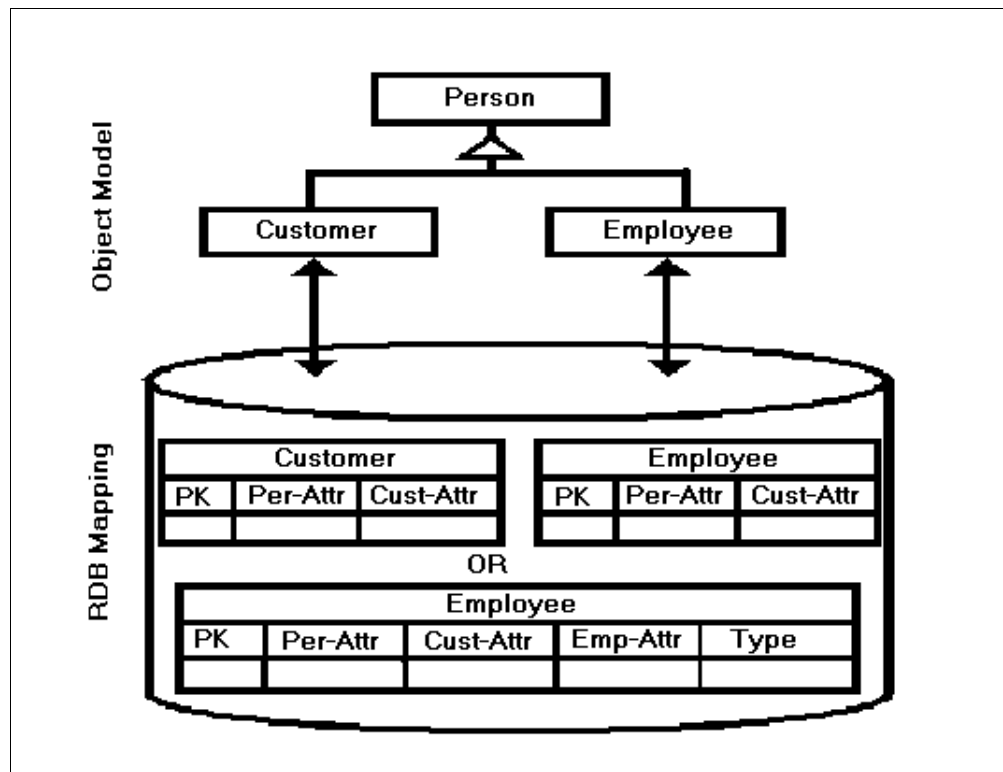 Person
Object Model
Customer
Employee
RDB Mapping
Customer
PK Per-Attr Cust-Attr
Employee
PK Per-Attr Cust-Attr
OR
Employee
PK Per-Attr Cust-Attr Emp-Attr Type